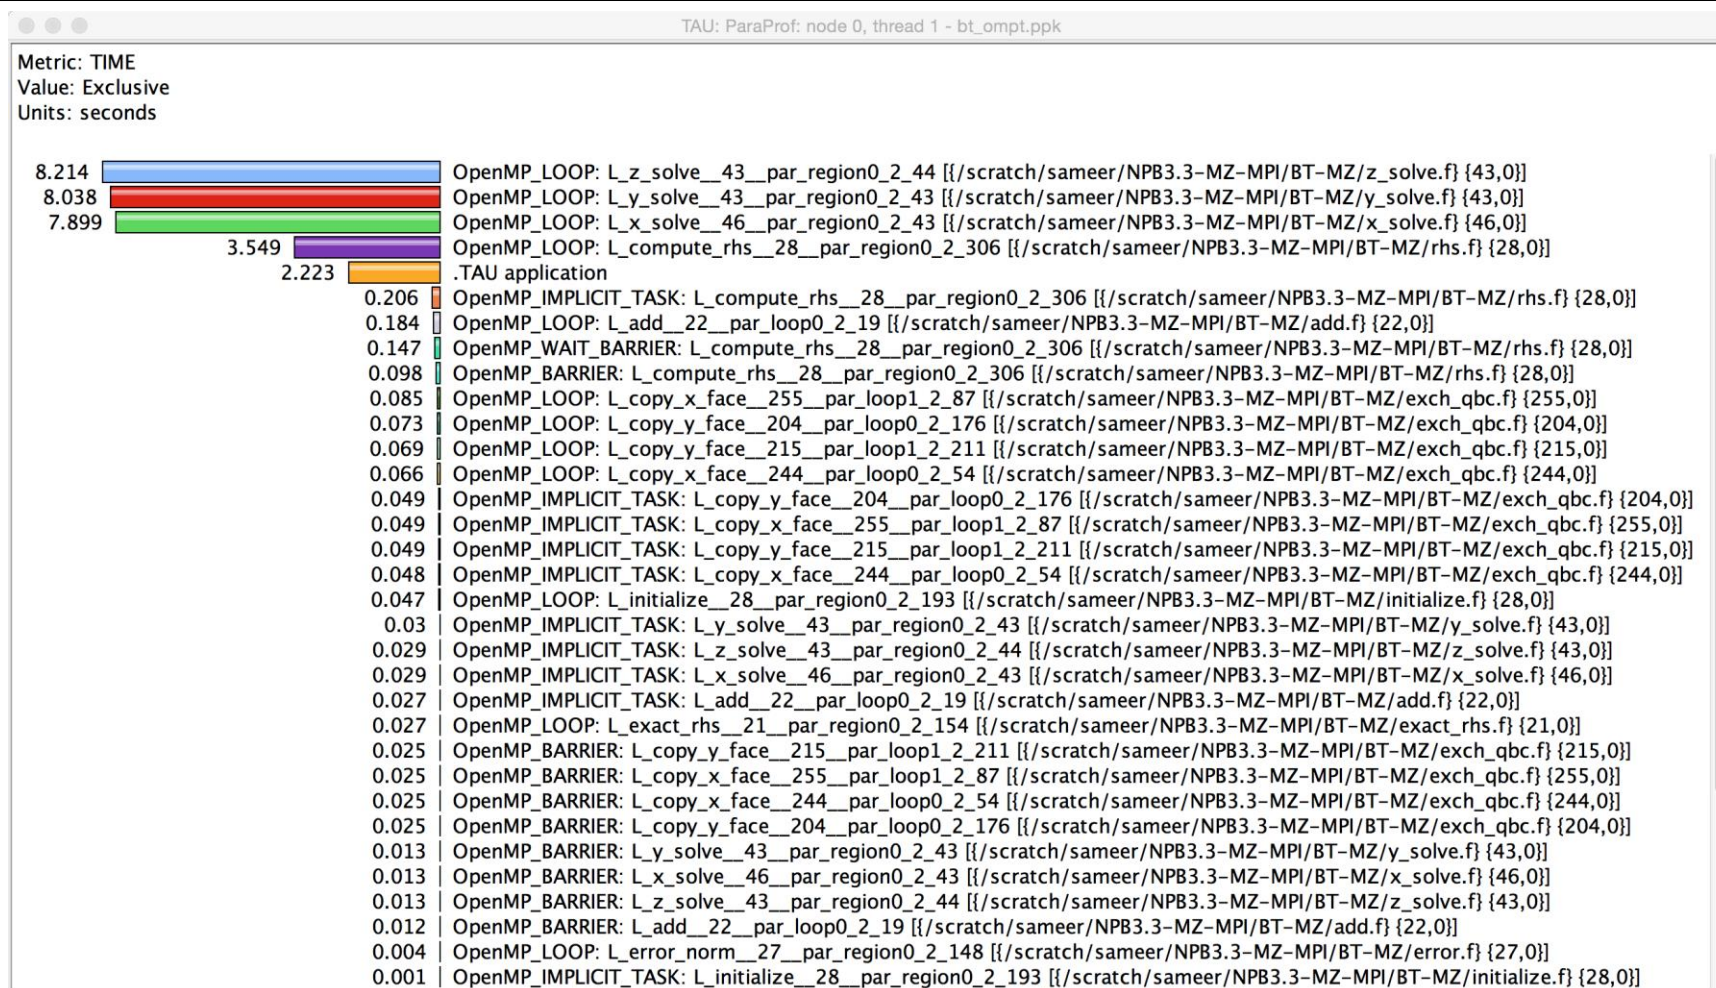 TAU: ParaProf: node 0, thread 1 - bt_ompt.ppk
Metric: TIME
Value: Exclusive
Units: seconds
8.214 OpenMP_LOOP: L_z_solve__43__par_region0_2_44 [{/scratch/sameer/NPB3.3-MZ-MPI/BT-MZ/z_solve.f} {43,0}]
8.038 OpenMP_LOOP: L_y_solve__43__par_region0_2_43 [{/scratch/sameer/NPB3.3-MZ-MPI/BT-MZ/y_solve.f} {43,0}]
7.899 OpenMP_LOOP: L_x_solve__46__par_region0_2_43 [{/scratch/sameer/NPB3.3-MZ-MPI/BT-MZ/x_solve.f} {46,0}]
3.549 OpenMP_LOOP: L_compute_rhs__28__par_region0_2_306 [{/scratch/sameer/NPB3.3-MZ-MPI/BT-MZ/rhs.f} {28,0}]
2.223 .TAU application
0.206 OpenMP_IMPLICIT_TASK: L_compute_rhs__28__par_region0_2_306 [{/scratch/sameer/NPB3.3-MZ-MPI/BT-MZ/rhs.f} {28,0}]
0.184 OpenMP_LOOP: L_add__22__par_loop0_2_19 [{/scratch/sameer/NPB3.3-MZ-MPI/BT-MZ/add.f} {22,0}]
0.147 OpenMP_WAIT_BARRIER: L_compute_rhs__28__par_region0_2_306 [{/scratch/sameer/NPB3.3-MZ-MPI/BT-MZ/rhs.f} {28,0}]
0.098 OpenMP_BARRIER: L_compute_rhs__28__par_region0_2_306 [{/scratch/sameer/NPB3.3-MZ-MPI/BT-MZ/rhs.f} {28,0}]
0.085 OpenMP_LOOP: L_copy_x_face__255__par_loop1_2_87 [{/scratch/sameer/NPB3.3-MZ-MPI/BT-MZ/exch_qbc.f} {255,0}]
0.073 OpenMP_LOOP: L_copy_y_face__204__par_loop0_2_176 [{/scratch/sameer/NPB3.3-MZ-MPI/BT-MZ/exch_qbc.f} {204,0}]
0.069 OpenMP_LOOP: L_copy_y_face__215__par_loop1_2_211 [{/scratch/sameer/NPB3.3-MZ-MPI/BT-MZ/exch_qbc.f} {215,0}]
0.066 OpenMP_LOOP: L_copy_x_face__244__par_loop0_2_54 [{/scratch/sameer/NPB3.3-MZ-MPI/BT-MZ/exch_qbc.f} {244,0}]
0.049 OpenMP_IMPLICIT_TASK: L_copy_y_face__204__par_loop0_2_176 [{/scratch/sameer/NPB3.3-MZ-MPI/BT-MZ/exch_qbc.f} {204,0}]
0.049 OpenMP_IMPLICIT_TASK: L_copy_x_face__255__par_loop1_2_87 [{/scratch/sameer/NPB3.3-MZ-MPI/BT-MZ/exch_qbc.f} {255,0}]
0.049 OpenMP_IMPLICIT_TASK: L_copy_y_face__215__par_loop1_2_211 [{/scratch/sameer/NPB3.3-MZ-MPI/BT-MZ/exch_qbc.f} {215,0}]
0.048 OpenMP_IMPLICIT_TASK: L_copy_x_face__244__par_loop0_2_54 [{/scratch/sameer/NPB3.3-MZ-MPI/BT-MZ/exch_qbc.f} {244,0}]
0.047 OpenMP_LOOP: L_initialize__28__par_region0_2_193 [{/scratch/sameer/NPB3.3-MZ-MPI/BT-MZ/initialize.f} {28,0}]
0.03 OpenMP_IMPLICIT_TASK: L_y_solve__43__par_region0_2_43 [{/scratch/sameer/NPB3.3-MZ-MPI/BT-MZ/y_solve.f} {43,0}]
0.029 OpenMP_IMPLICIT_TASK: L_z_solve__43__par_region0_2_44 [{/scratch/sameer/NPB3.3-MZ-MPI/BT-MZ/z_solve.f} {43,0}]
0.029 OpenMP_IMPLICIT_TASK: L_x_solve__46__par_region0_2_43 [{/scratch/sameer/NPB3.3-MZ-MPI/BT-MZ/x_solve.f} {46,0}]
0.027 OpenMP_IMPLICIT_TASK: L_add__22__par_loop0_2_19 [{/scratch/sameer/NPB3.3-MZ-MPI/BT-MZ/add.f} {22,0}]
0.027 OpenMP_LOOP: L_exact_rhs__21__par_region0_2_154 [{/scratch/sameer/NPB3.3-MZ-MPI/BT-MZ/exact_rhs.f} {21,0}]
0.025 OpenMP_BARRIER: L_copy_y_face__215__par_loop1_2_211 [{/scratch/sameer/NPB3.3-MZ-MPI/BT-MZ/exch_qbc.f} {215,0}]
0.025 OpenMP_BARRIER: L_copy_x_face__255__par_loop1_2_87 [{/scratch/sameer/NPB3.3-MZ-MPI/BT-MZ/exch_qbc.f} {255,0}]
0.025 OpenMP_BARRIER: L_copy_x_face__244__par_loop0_2_54 [{/scratch/sameer/NPB3.3-MZ-MPI/BT-MZ/exch_qbc.f} {244,0}]
0.025 OpenMP_BARRIER: L_copy_y_face__204__par_loop0_2_176 [{/scratch/sameer/NPB3.3-MZ-MPI/BT-MZ/exch_qbc.f} {204,0}]
0.013 OpenMP_BARRIER: L_y_solve__43__par_region0_2_43 [{/scratch/sameer/NPB3.3-MZ-MPI/BT-MZ/y_solve.f} {43,0}]
0.013 OpenMP_BARRIER: L_x_solve__46__par_region0_2_43 [{/scratch/sameer/NPB3.3-MZ-MPI/BT-MZ/x_solve.f} {46,0}]
0.013 OpenMP_BARRIER: L_z_solve__43__par_region0_2_44 [{/scratch/sameer/NPB3.3-MZ-MPI/BT-MZ/z_solve.f} {43,0}]
0.012 OpenMP_BARRIER: L_add__22__par_loop0_2_19 [{/scratch/sameer/NPB3.3-MZ-MPI/BT-MZ/add.f} {22,0}]
0.004 OpenMP_LOOP: L_error_norm__27__par_region0_2_148 [{/scratch/sameer/NPB3.3-MZ-MPI/BT-MZ/error.f} {27,0}]
0.001 OpenMP_IMPLICIT_TASK: L_initialize__28__par_region0_2_193 [{/scratch/sameer/NPB3.3-MZ-MPI/BT-MZ/initialize.f} {28,0}]